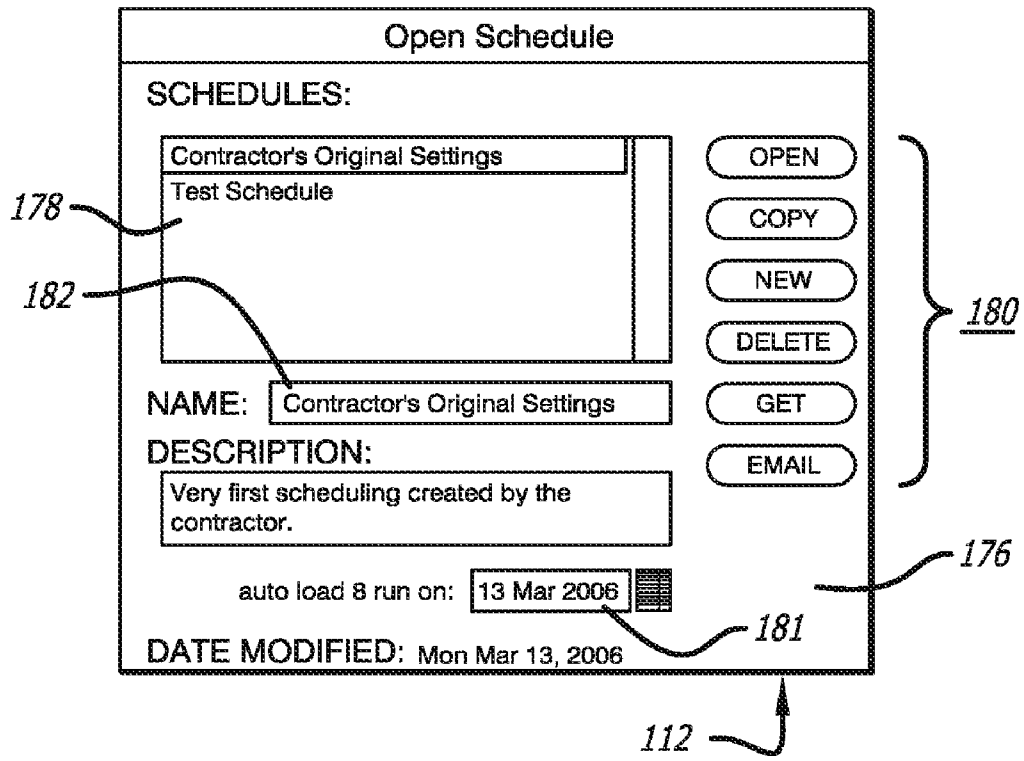 Open Schedule
SCHEDULES:
Contractor's Original Settings
Test Schedule
OPEN
COPY
NEW
DELETE
GET
EMAIL
NAME: Contractor's Original Settings
DESCRIPTION:
Very first scheduling created by the
contractor.
auto load 8 run on: 13 Mar 2006
DATE MODIFIED: Mon Mar 13, 2006
178
182
180
176
181
112